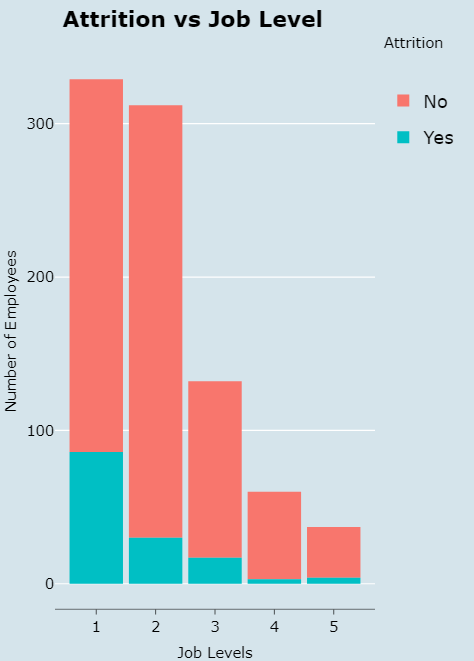 Attrition vs Job Level
Attrition
No
Yes
Number of Employees
300
200
100
0
1 2 3 4 5
Job Levels